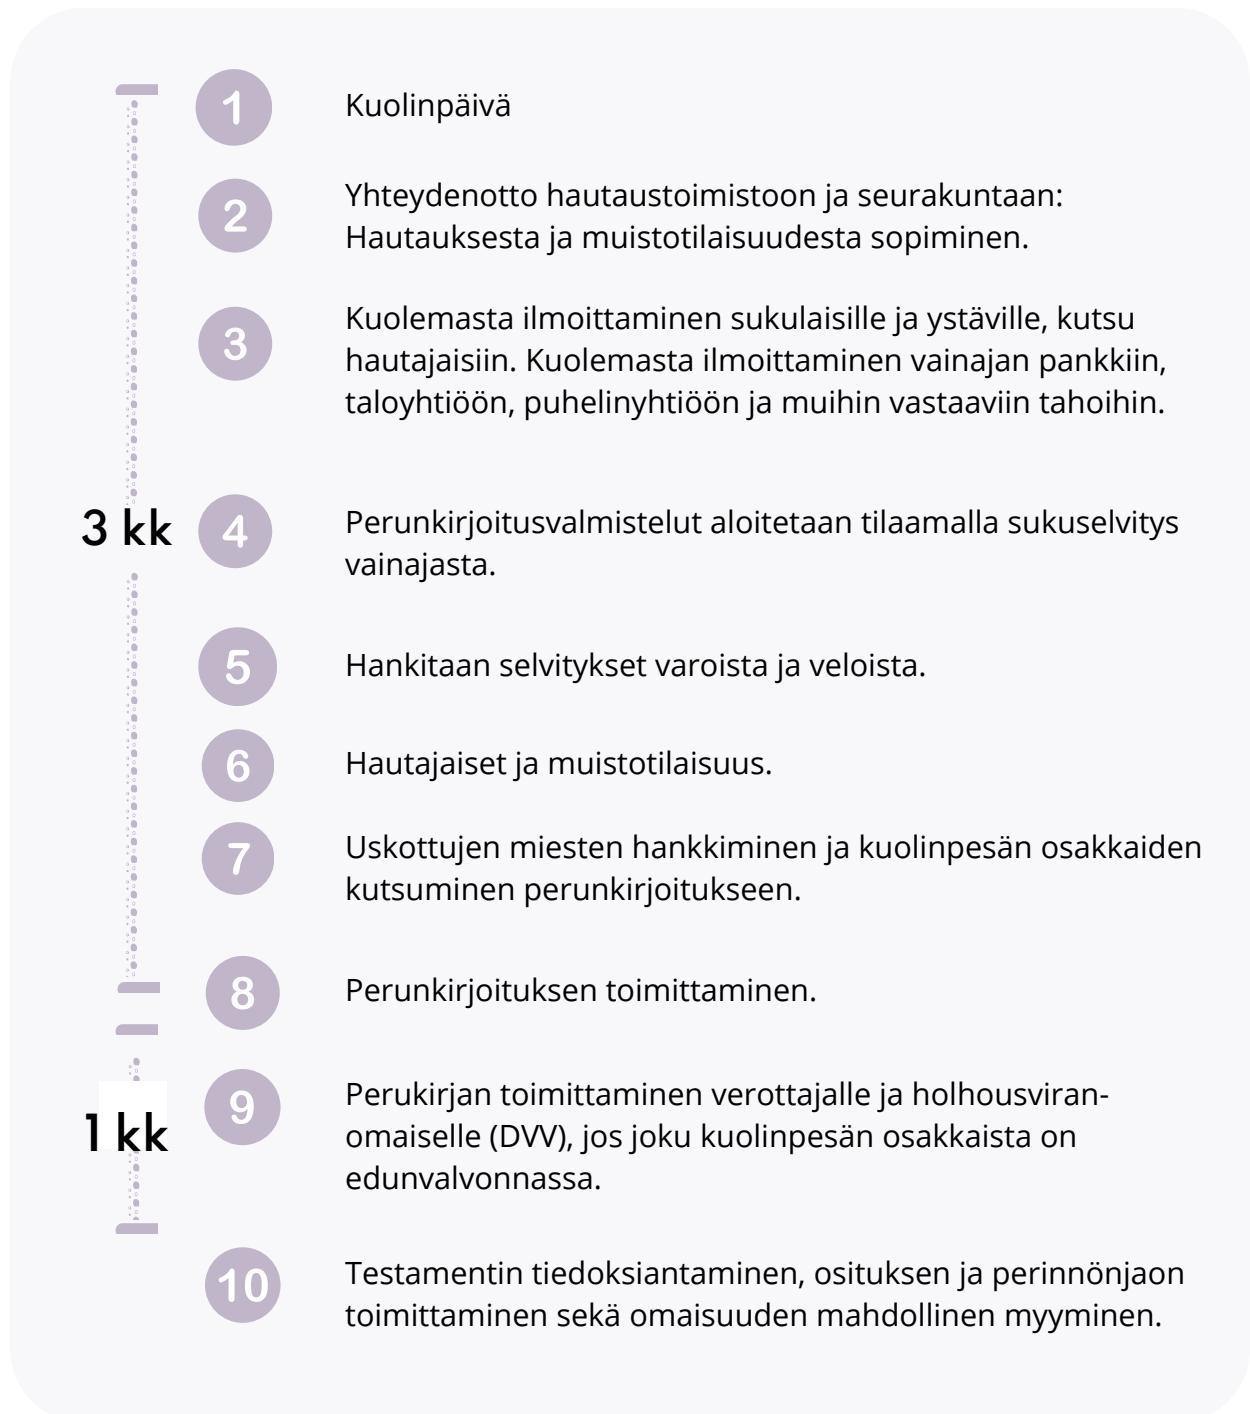 1
Kuolinpäivä
2
Yhteydenotto hautaustoimistoon ja seurakuntaan:
Hautauksesta ja muistotilaisuudesta sopiminen.
3
Kuolemasta ilmoittaminen sukulaisille ja ystäville, kutsu
hautajaisiin. Kuolemasta ilmoittaminen vainajan pankkiin,
taloyhtiöön, puhelinyhtiöön ja muihin vastaaviin tahoihin.
3 kk
4
Perunkirjoitusvalmistelut aloitetaan tilaamalla sukuselvitys
vainajasta.
5
Hankitaan selvitykset varoista ja veloista.
6
Hautajaiset ja muistotilaisuus.
7
Uskottujen miesten hankkiminen ja kuolinpesän osakkaiden
kutsuminen perunkirjoitukseen.
8
Perunkirjoituksen toimittaminen.
1 kk
9
Perukirjan toimittaminen verottajalle ja holhousviran-
omaiselle (DVV), jos joku kuolinpesän osakkaista on
edunvalvonnassa.
10
Testamentin tiedoksiantaminen, osituksen ja perinnönjaon
toimittaminen sekä omaisuuden mahdollinen myyminen.